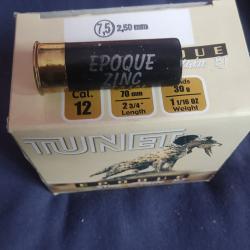 7,5 2,50 mm
EPOQUE
ZINC
Cal.
12
70 mm
2 3/4"
Length
30 g
1 1/16 OZ
Weight
TUNET